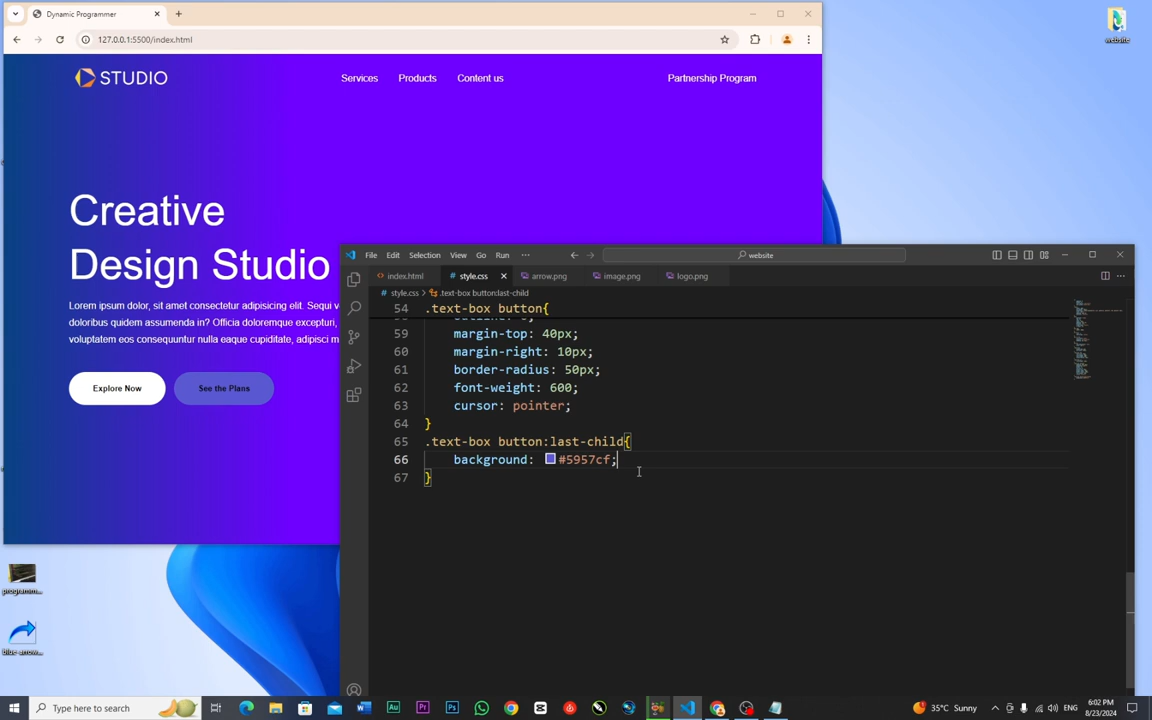 Dynamic Programmer
127.0.0.1:5500/index.html
website
STUDIO
Services
Products
Content us
Partnership Program
Creative
Design Studio
Lorem ipsum dolor, sit amet consectetur adipisicing elit. Sequi v
doloribus quidem assumenda in? Officia doloremque excepturi,
voluptatem eos consequuntur nulla eaque cupiditate, adipisci m
Explore Now
See the Plans
File Edit Selection View Go Run ···
website
index.html
style.css
arrow.png
image.png
logo.png
style.css > .text-box button:last-child
54 .text-box button{
59 margin-top: 40px;
60 margin-right: 10px;
61 border-radius: 50px;
62 font-weight: 600;
63 cursor: pointer;
64 }
65 .text-box button:last-child{
66 background: #5957cf;
67 }
programm...
blue-arrow...
Type here to search
35°C Sunny
ENG
6:02 PM
8/23/2024